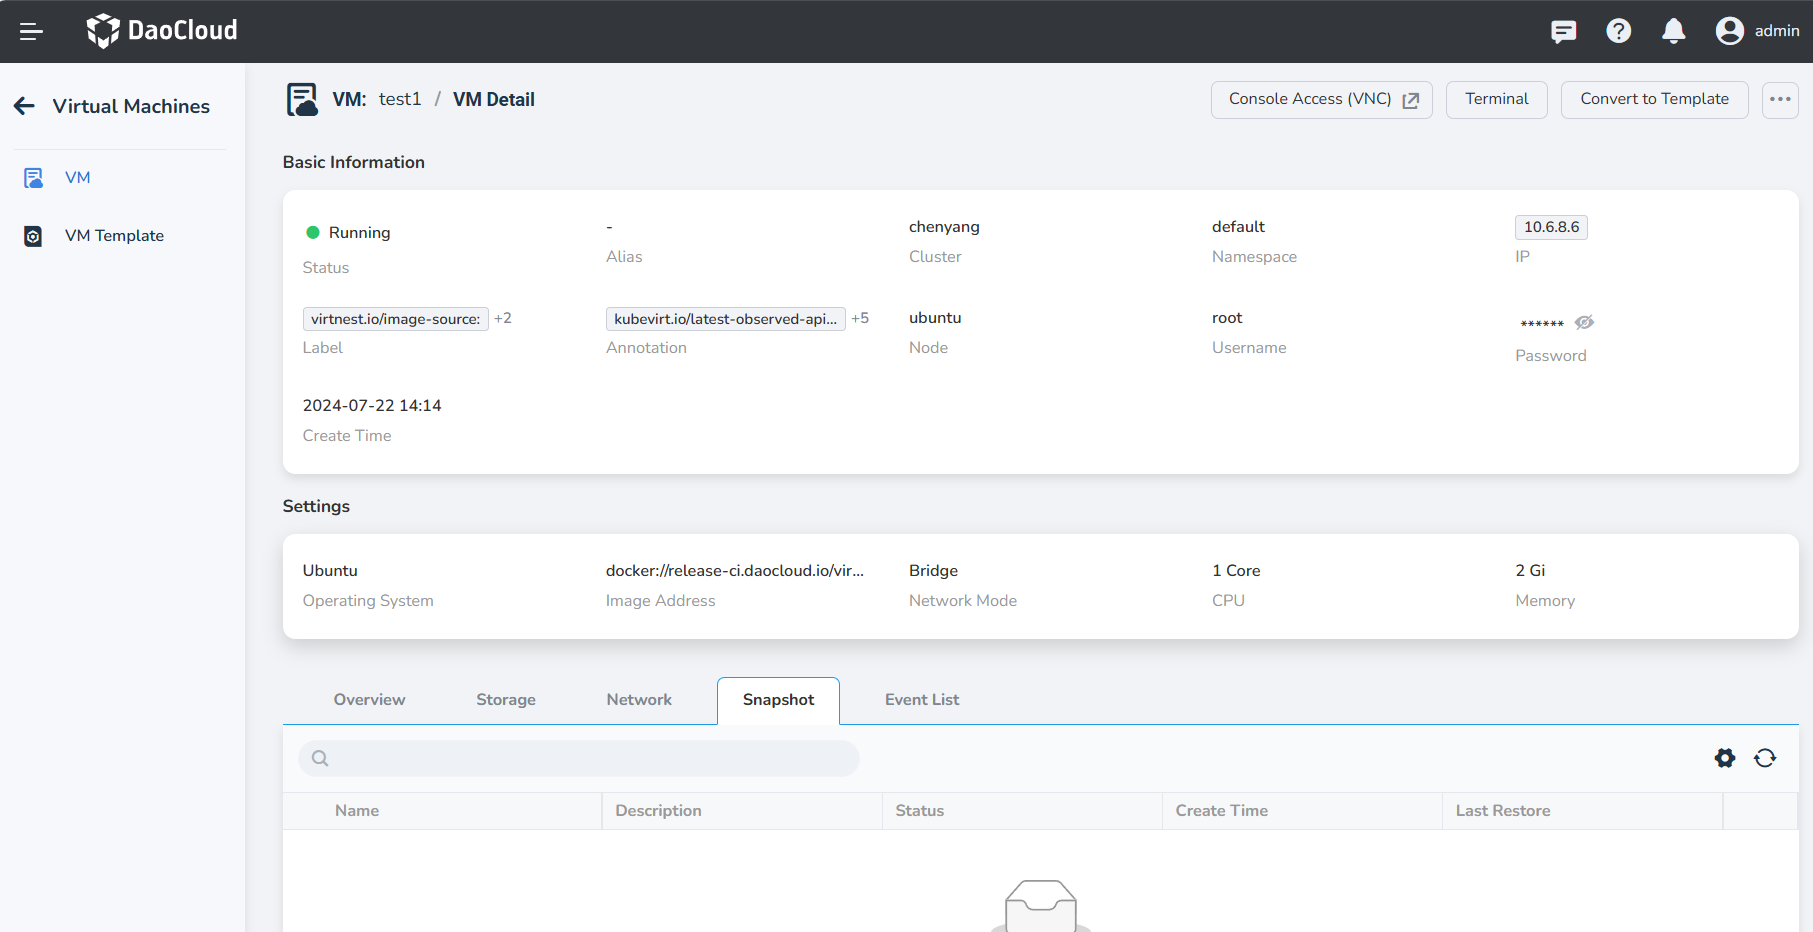 DaoCloud
admin
Virtual Machines
VM
VM Template
VM: test1 / VM Detail
Console Access (VNC)
Terminal
Convert to Template
Basic Information
Running
Status
-
Alias
chenyang
Cluster
default
Namespace
10.6.8.6
IP
virtnest.io/image-source: +2
Label
kubevirt.io/latest-observed-api... +5
Annotation
ubuntu
Node
root
Username
******
Password
2024-07-22 14:14
Create Time
Settings
Ubuntu
Operating System
docker://release-ci.daocloud.io/vir...
Image Address
Bridge
Network Mode
1 Core
CPU
2 Gi
Memory
Overview
Storage
Network
Snapshot
Event List
Name
Description
Status
Create Time
Last Restore